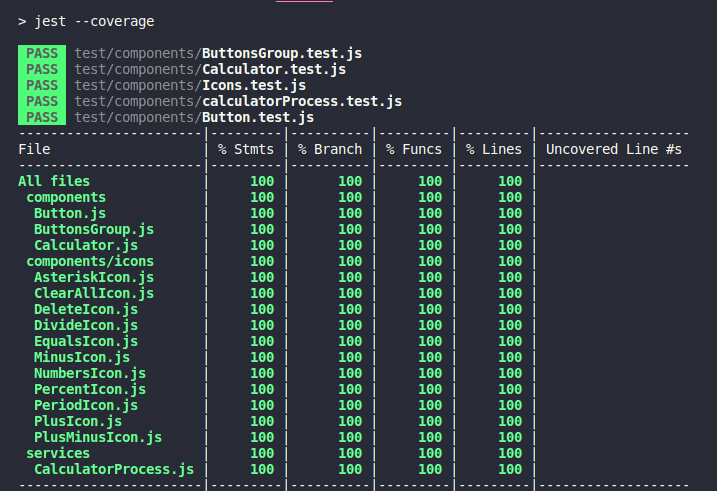 > jest --coverage
PASS test/components/ButtonsGroup.test.js
PASS test/components/Calculator.test.js
PASS test/components/Icons.test.js
PASS test/components/calculatorProcess.test.js
PASS test/components/Button.test.js
-----------------------|---------|----------|---------|---------|-------------------
File                   | % Stmts | % Branch | % Funcs | % Lines | Uncovered Line #s
-----------------------|---------|----------|---------|---------|-------------------
All files              |     100 |      100 |     100 |     100 |
 components            |     100 |      100 |     100 |     100 |
  Button.js            |     100 |      100 |     100 |     100 |
  ButtonsGroup.js      |     100 |      100 |     100 |     100 |
  Calculator.js        |     100 |      100 |     100 |     100 |
 components/icons      |     100 |      100 |     100 |     100 |
  AsteriskIcon.js      |     100 |      100 |     100 |     100 |
  ClearAllIcon.js      |     100 |      100 |     100 |     100 |
  DeleteIcon.js        |     100 |      100 |     100 |     100 |
  DivideIcon.js        |     100 |      100 |     100 |     100 |
  EqualsIcon.js        |     100 |      100 |     100 |     100 |
  MinusIcon.js         |     100 |      100 |     100 |     100 |
  NumbersIcon.js       |     100 |      100 |     100 |     100 |
  PercentIcon.js       |     100 |      100 |     100 |     100 |
  PeriodIcon.js        |     100 |      100 |     100 |     100 |
  PlusIcon.js          |     100 |      100 |     100 |     100 |
  PlusMinusIcon.js     |     100 |      100 |     100 |     100 |
 services              |     100 |      100 |     100 |     100 |
  CalculatorProcess.js |     100 |      100 |     100 |     100 |
-----------------------|---------|----------|---------|---------|-------------------